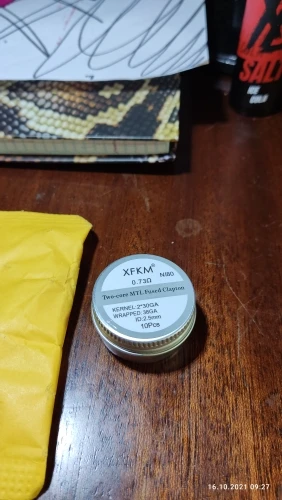 SALT
XFKM®
Ni80
0.73Ω
Two-core MTL Fused Clapton
KERNEL:2*30GA
WRAPPED:38GA
ID:2.5mm
10Pcs
16.10.2021 09:27